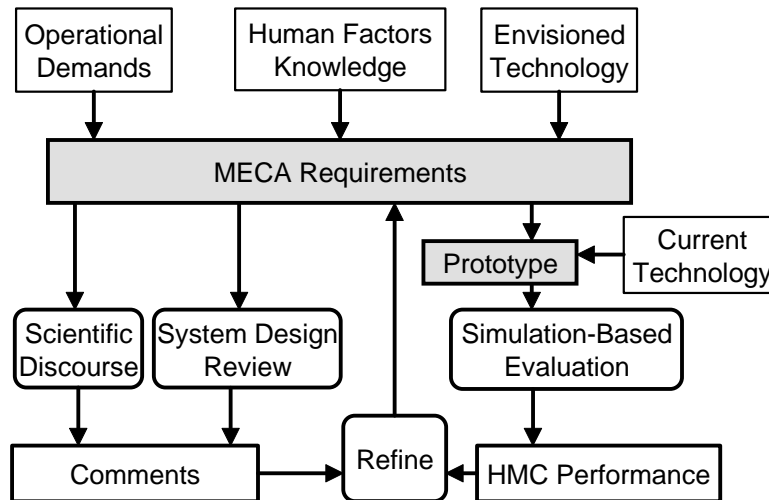 Operational
Demands
Human Factors
Knowledge
Envisioned
Technology
MECA Requirements
Prototype
Current
Technology
Scientific
Discourse
System Design
Review
Simulation-Based
Evaluation
Comments
Refine
HMC Performance